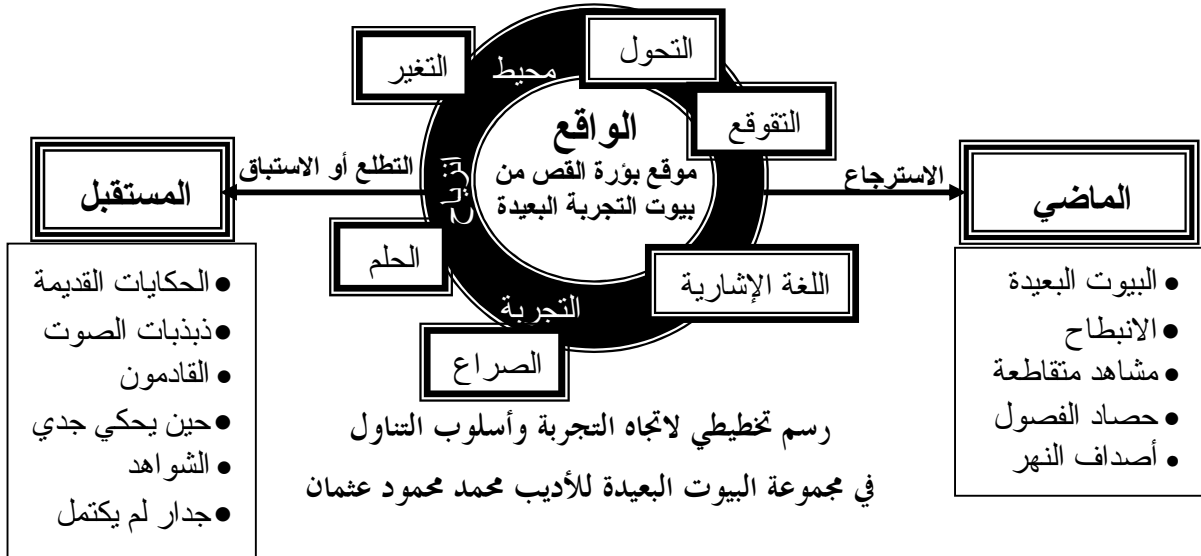 التحول
التغير
محيط
التقوقع
الواقع
موقع بؤرة القص من
بيوت التجربة البعيدة
انزياح
التجربة
الاسترجاع
التطلع أو الاستباق
الماضي
المستقبل
الحلم
اللغة الإشارية
الصراع
● البيوت البعيدة
● الانبطاح
● مشاهد متقاطعة
● حصاد الفصول
● أصداف النهر
● الحكايات القديمة
● ذبذبات الصوت
● القادمون
● حين يحكي جدي
● الشواهد
● جدار لم يكتمل
رسم تخطيطي لاتجاه التجربة وأسلوب التناول
في مجموعة البيوت البعيدة للأديب محمد محمود عثمان